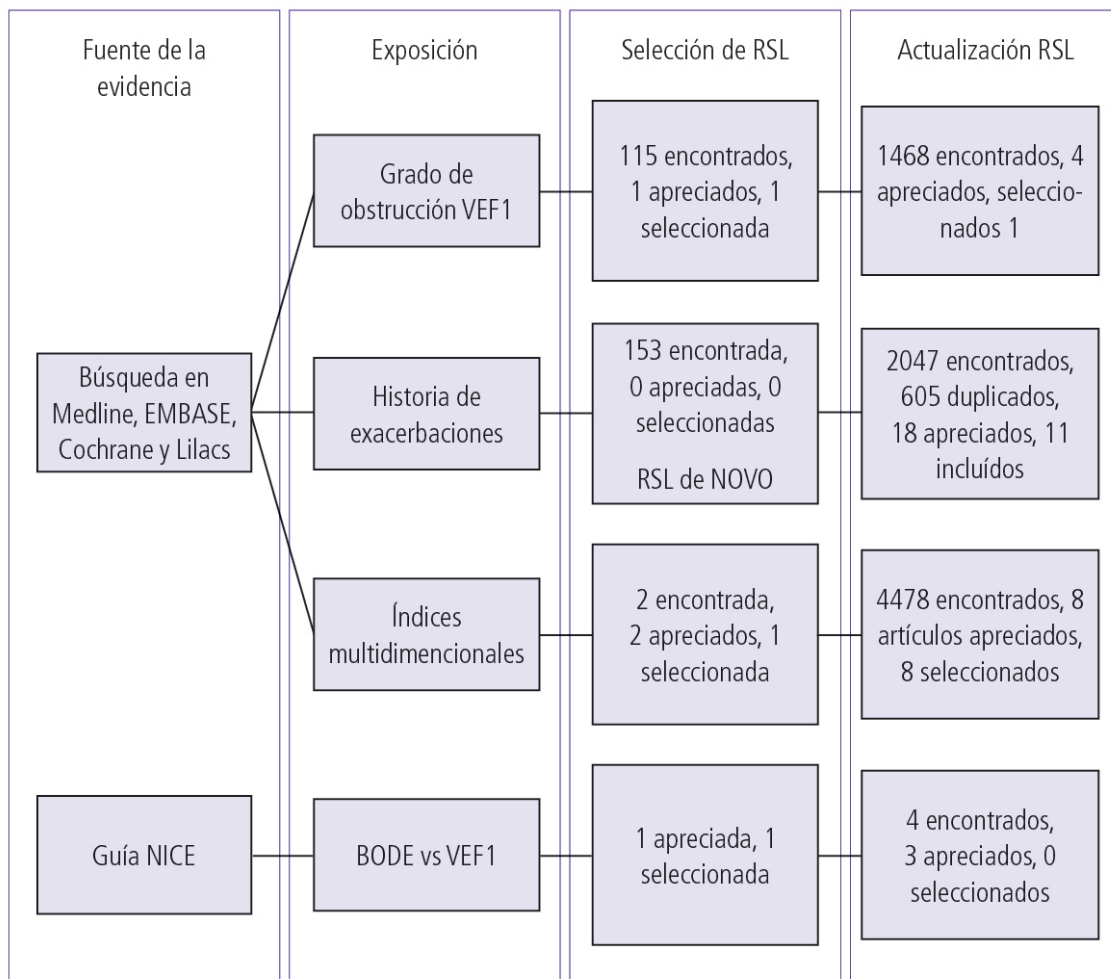 Fuente de la
evidencia
Exposición
Selección de RSL
Actualización RSL
Búsqueda en
Medline, EMBASE,
Cochrane y Lilacs
Grado de
obstrucción VEF1
115 encontrados,
1 apreciados, 1
seleccionada
1468 encontrados, 4
apreciados, seleccio-
nados 1
Historia de
exacerbaciones
153 encontrada,
0 apreciadas, 0
seleccionadas
RSL de NOVO
2047 encontrados,
605 duplicados,
18 apreciados, 11
incluídos
Índices
multidimencionales
2 encontrada,
2 apreciados, 1
seleccionada
4478 encontrados, 8
artículos apreciados,
8 seleccionados
Guía NICE
BODE vs VEF1
1 apreciada, 1
seleccionada
4 encontrados,
3 apreciados, 0
seleccionados